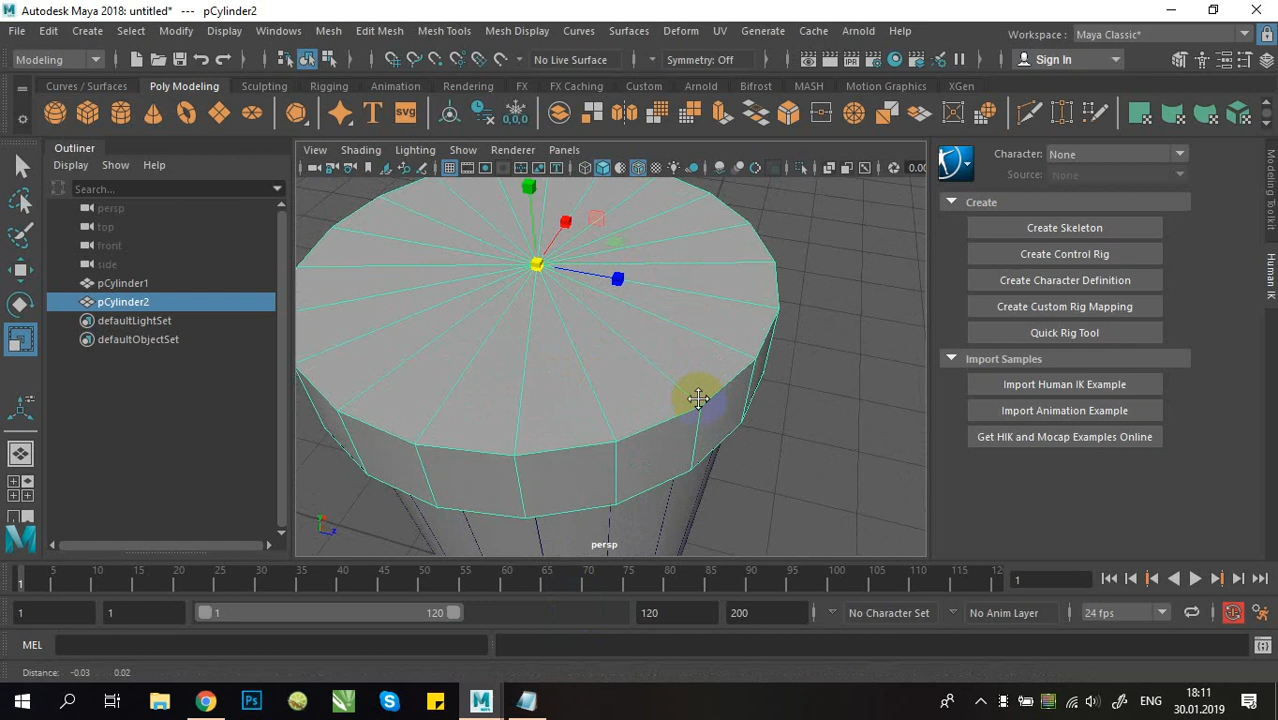 Autodesk Maya 2018: untitled* --- pCylinder2
File Edit Create Select Modify Display Windows Mesh Edit Mesh Mesh Tools Mesh Display Curves Surfaces Deform UV Generate Cache Arnold Help
Workspace : Maya Classic*
Modeling No Live Surface Symmetry: Off Sign In
Curves / Surfaces Poly Modeling Sculpting Rigging Animation Rendering FX FX Caching Custom Arnold Bifrost MASH Motion Graphics XGen
T SVG 0,0,0
Outliner
Display Show Help
Search...
persp
top
front
side
pCylinder1
pCylinder2
defaultLightSet
defaultObjectSet
View Shading Lighting Show Renderer Panels
0.00
persp
Character: None
Source: None
Create
Create Skeleton
Create Control Rig
Create Character Definition
Create Custom Rig Mapping
Quick Rig Tool
Import Samples
Import Human IK Example
Import Animation Example
Get HIK and Mocap Examples Online
Modeling Toolkit
Human IK
5 10 15 20 25 30 35 40 45 50 55 60 65 70 75 80 85 90 95 100 105 110 115 12
1
1
1 1 1 120 120 200 No Character Set No Anim Layer 24 fps
MEL
Distance: -0.03 0.02
Ps
ENG
18:11
30.01.2019